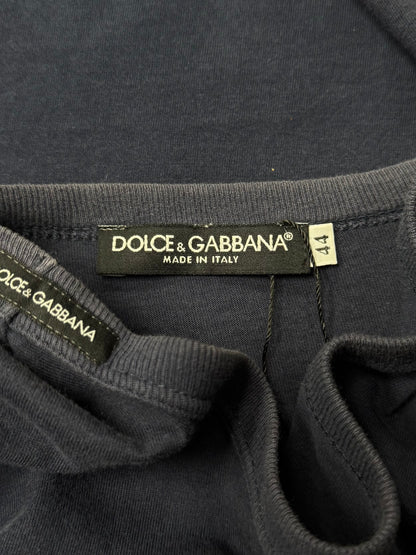 DOLCE & GABBANA®
MADE IN ITALY
44
DOLCE & GABBANA